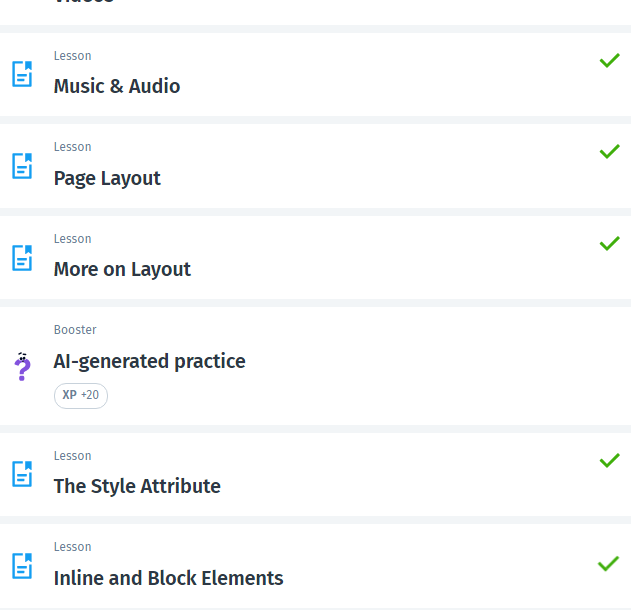 Videos
Lesson
Music & Audio
Lesson
Page Layout
Lesson
More on Layout
Booster
AI-generated practice
XP +20
Lesson
The Style Attribute
Lesson
Inline and Block Elements